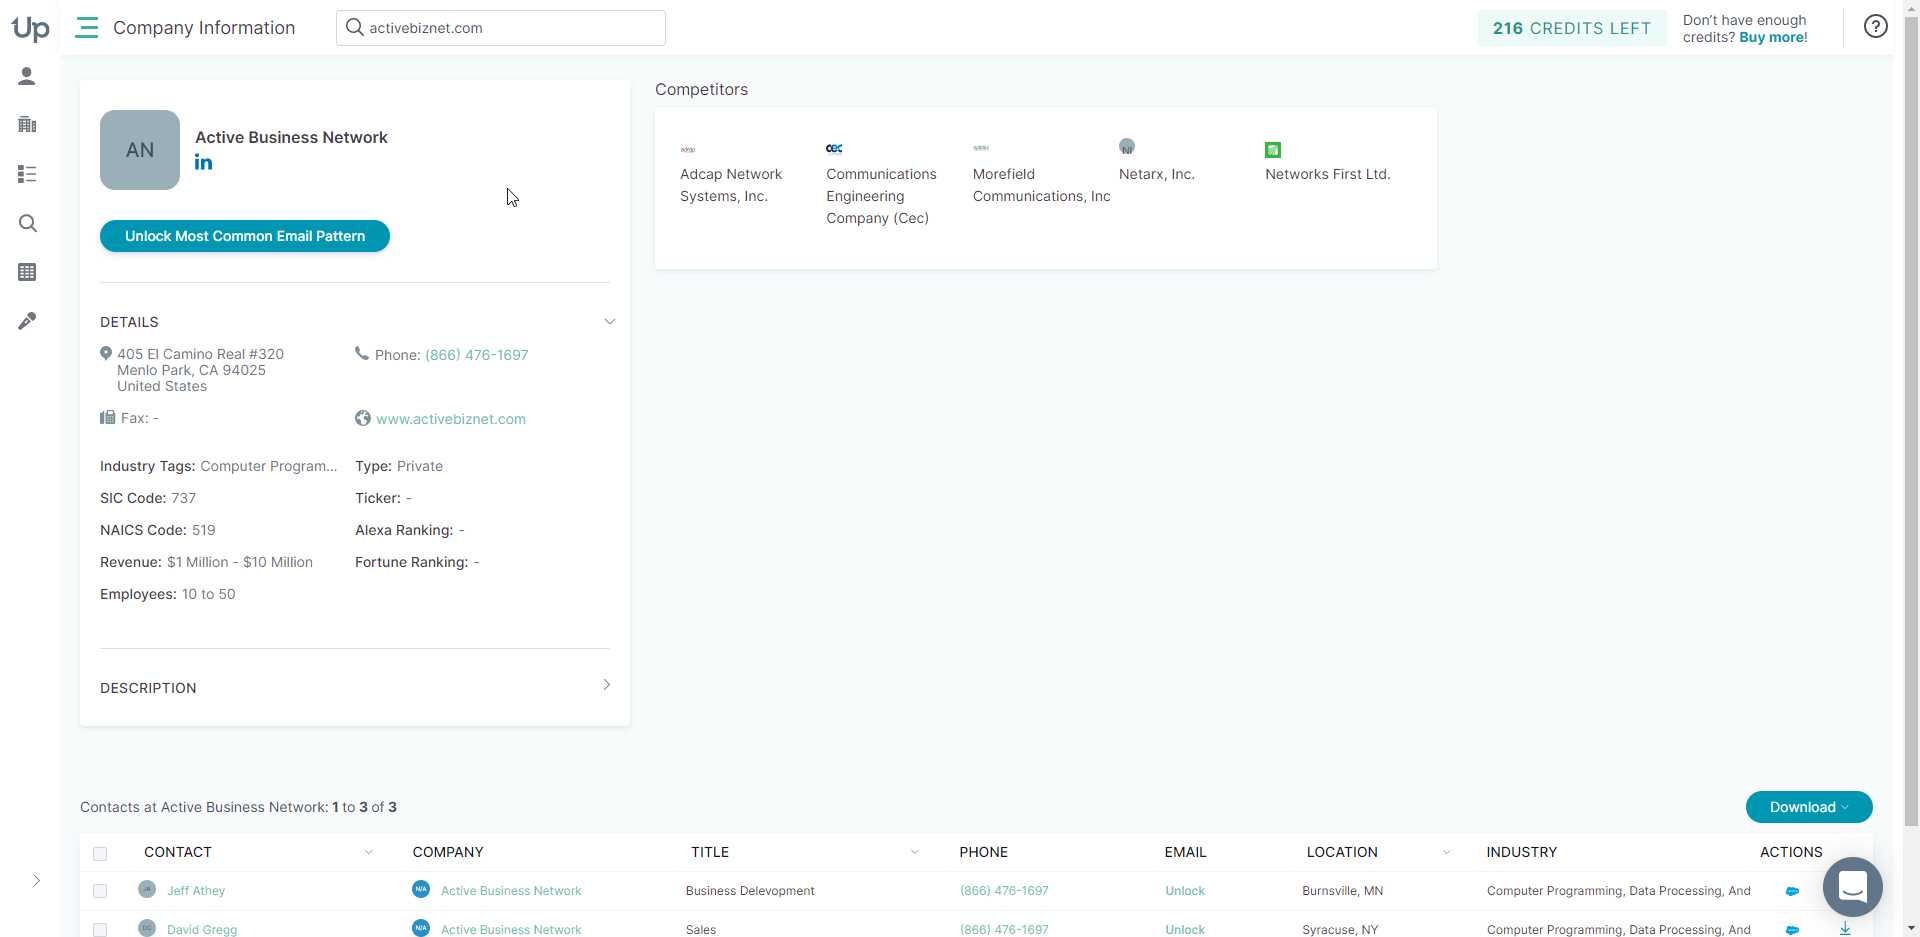 Up
Company Information
activebiznet.com
216 CREDITS LEFT
Don't have enough
credits? Buy more!
AN
Active Business Network
in
Unlock Most Common Email Pattern
Competitors
Adcap Network
Systems, Inc.
cec
Communications
Engineering
Company (Cec)
Morefield
Communications, Inc
NI
Netarx, Inc.
Networks First Ltd.
DETAILS
405 El Camino Real #320
Menlo Park, CA 94025
United States
Phone: (866) 476-1697
Fax: -
www.activebiznet.com
Industry Tags: Computer Program...
Type: Private
SIC Code: 737
Ticker: -
NAICS Code: 519
Alexa Ranking: -
Revenue: $1 Million - $10 Million
Fortune Ranking: -
Employees: 10 to 50
DESCRIPTION
Contacts at Active Business Network: 1 to 3 of 3
Download
CONTACT COMPANY TITLE PHONE EMAIL LOCATION INDUSTRY ACTIONS
JA Jeff Athey N/A Active Business Network Business Delevopment (866) 476-1697 Unlock Burnsville, MN Computer Programming, Data Processing, And
DG David Gregg N/A Active Business Network Sales (866) 476-1697 Unlock Syracuse, NY Computer Programming, Data Processing, And